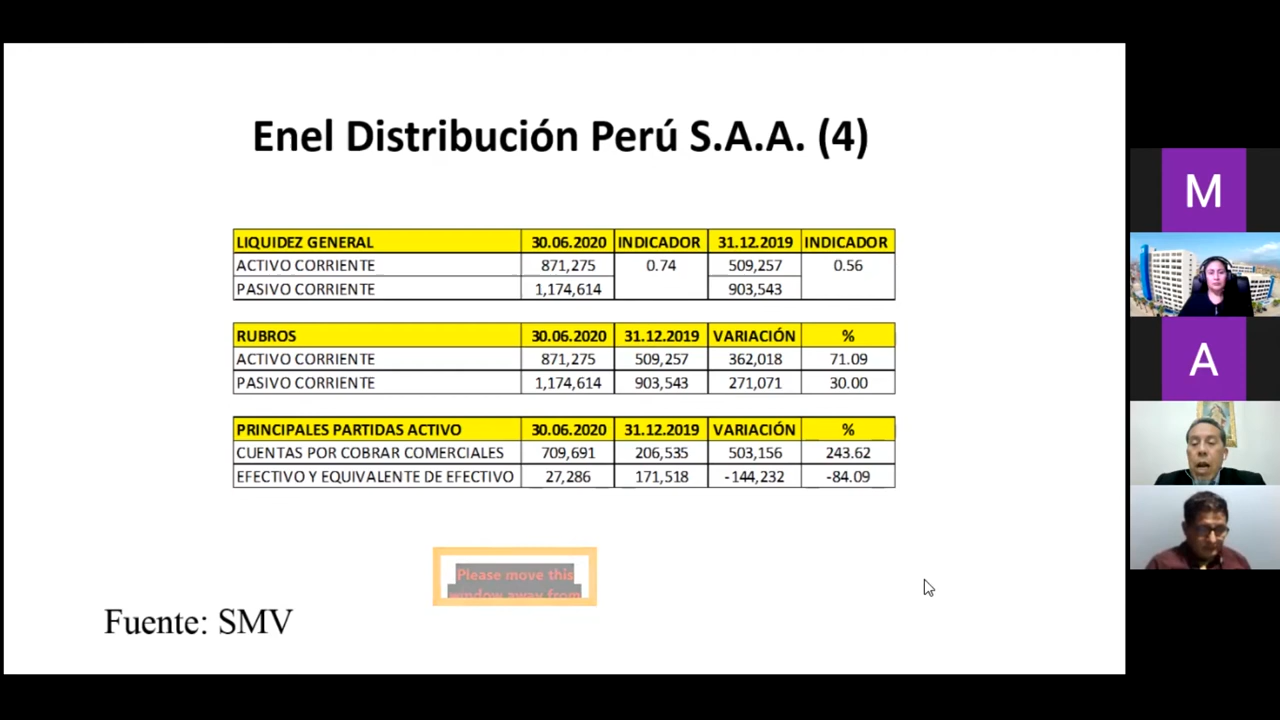 Enel Distribución Perú S.A.A. (4)
LIQUIDEZ GENERAL 30.06.2020 INDICADOR 31.12.2019 INDICADOR
ACTIVO CORRIENTE 871,275 0.74 509,257 0.56
PASIVO CORRIENTE 1,174,614 903,543
RUBROS 30.06.2020 31.12.2019 VARIACIÓN %
ACTIVO CORRIENTE 871,275 509,257 362,018 71.09
PASIVO CORRIENTE 1,174,614 903,543 271,071 30.00
PRINCIPALES PARTIDAS ACTIVO 30.06.2020 31.12.2019 VARIACIÓN %
CUENTAS POR COBRAR COMERCIALES 709,691 206,535 503,156 243.62
EFECTIVO Y EQUIVALENTE DE EFECTIVO 27,286 171,518 -144,232 -84.09
Please move this
window away from
Fuente: SMV
M
A